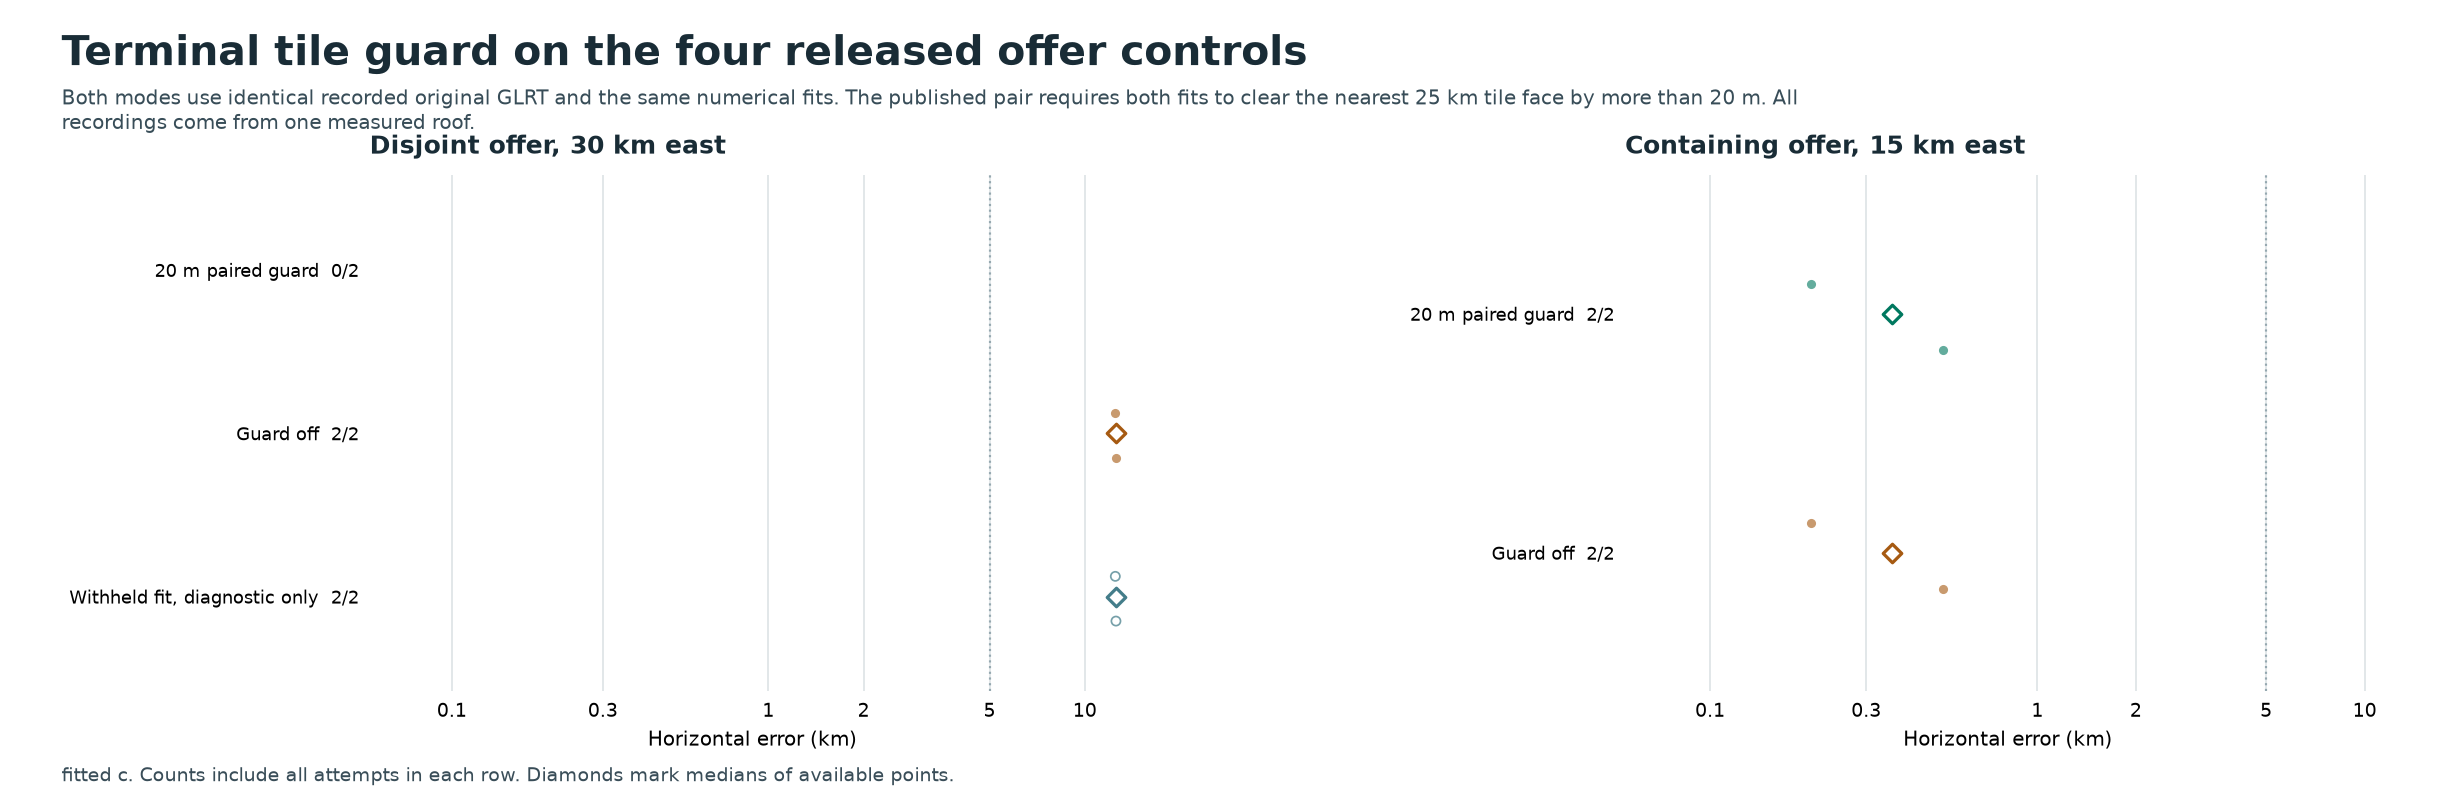 Terminal tile guard on the four released offer controls
Both modes use identical recorded original GLRT and the same numerical fits. The published pair requires both fits to clear the nearest 25 km tile face by more than 20 m. All
recordings come from one measured roof.
Disjoint offer, 30 km east
20 m paired guard 0/2
Guard off 2/2
Withheld fit, diagnostic only 2/2
0.1 0.3 1 2 5 10
Horizontal error (km)
Containing offer, 15 km east
20 m paired guard 2/2
Guard off 2/2
0.1 0.3 1 2 5 10
Horizontal error (km)
fitted c. Counts include all attempts in each row. Diamonds mark medians of available points.